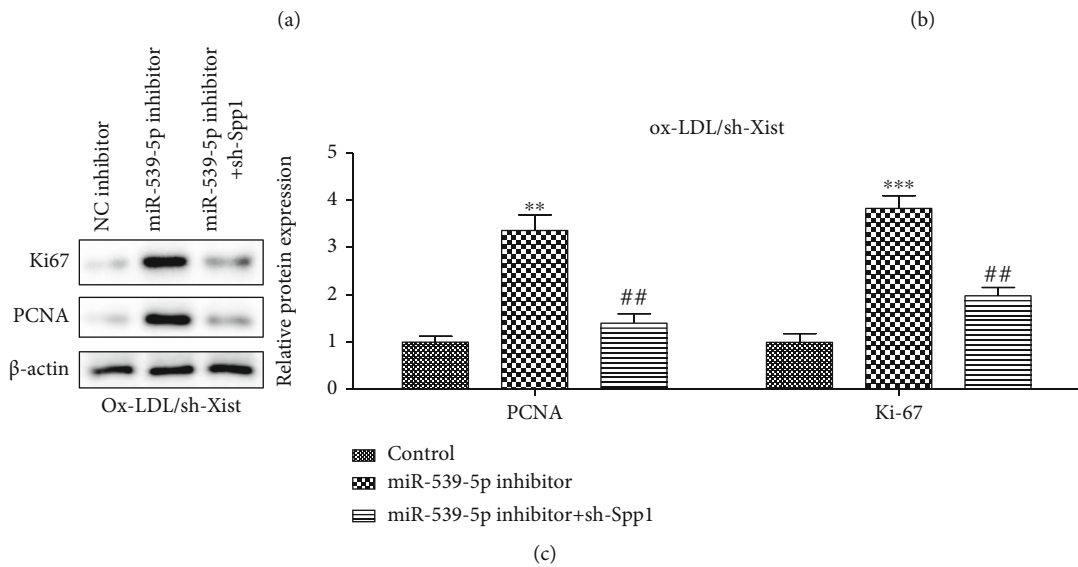 (a)
(b)
NC inhibitor
miR-539-5p inhibitor
miR-539-5p inhibitor
+sh-Spp1
Ki67
PCNA
β-actin
Ox-LDL/sh-Xist
ox-LDL/sh-Xist
Relative protein expression
5
4
3
2
1
0
**
##
***
##
PCNA
Ki-67
Control
miR-539-5p inhibitor
miR-539-5p inhibitor+sh-Spp1
(c)